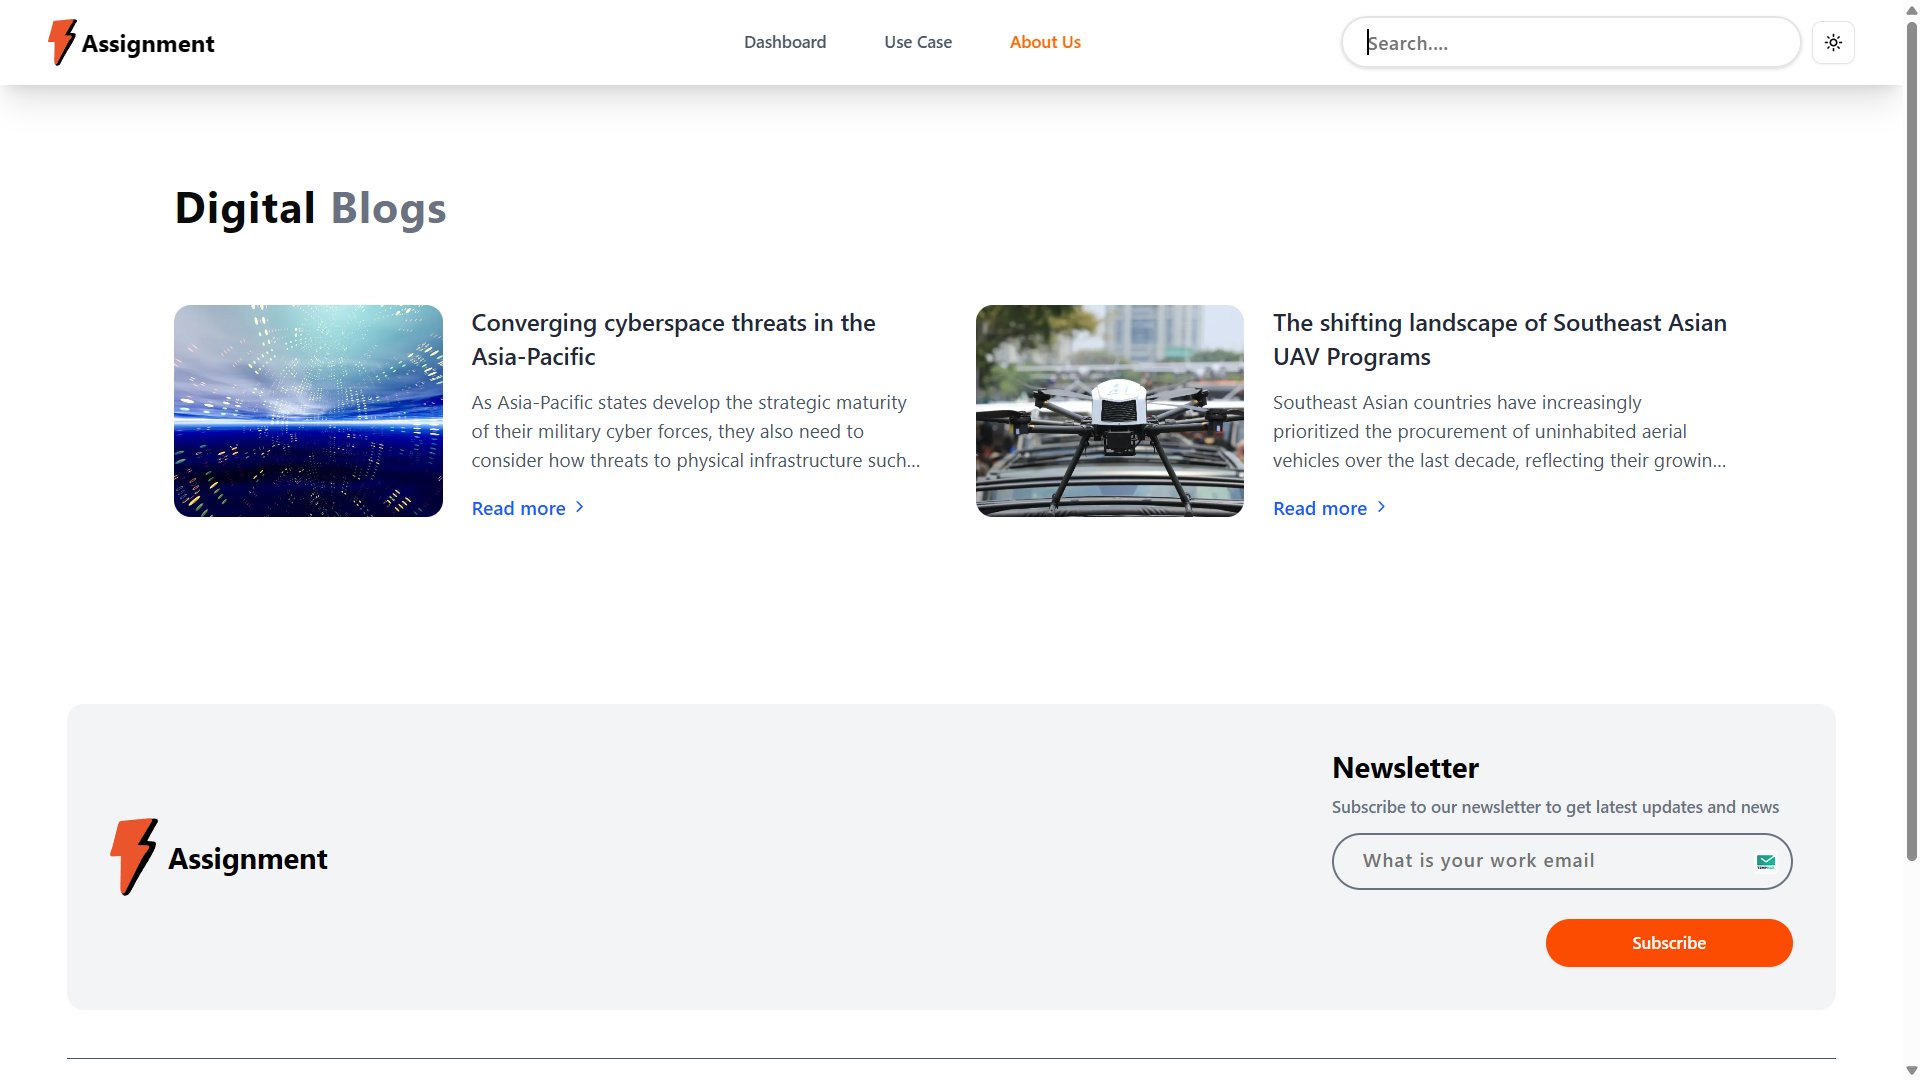 Assignment
Dashboard
Use Case
About Us
Search....
Digital Blogs
Converging cyberspace threats in the
Asia-Pacific
As Asia-Pacific states develop the strategic maturity
of their military cyber forces, they also need to
consider how threats to physical infrastructure such...
Read more
The shifting landscape of Southeast Asian
UAV Programs
Southeast Asian countries have increasingly
prioritized the procurement of uninhabited aerial
vehicles over the last decade, reflecting their growin...
Read more
Assignment
Newsletter
Subscribe to our newsletter to get latest updates and news
What is your work email
Subscribe